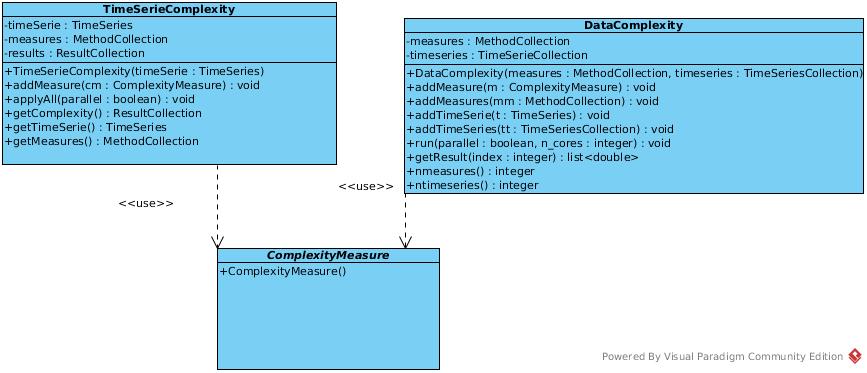 TimeSerieComplexity
-timeSerie : TimeSeries
-measures : MethodCollection
-results : ResultCollection
+TimeSerieComplexity(timeSerie : TimeSeries)
+addMeasure(cm : ComplexityMeasure) : void
+applyAll(parallel : boolean) : void
+getComplexity() : ResultCollection
+getTimeSerie() : TimeSeries
+getMeasures() : MethodCollection
DataComplexity
-measures : MethodCollection
-timeseries : TimeSerieCollection
+DataComplexity(measures : MethodCollection, timeseries : TimeSeriesCollection)
+addMeasure(m : ComplexityMeasure) : void
+addMeasures(mm : MethodCollection) : void
+addTimeSerie(t : TimeSeries) : void
+addTimeSeries(tt : TimeSeriesCollection) : void
+run(parallel : boolean, n_cores : integer) : void
+getResult(index : integer) : list<double>
+nmeasures() : integer
+ntimeseries() : integer
<<use>>
<<use>>
ComplexityMeasure
+ComplexityMeasure()
Powered By Visual Paradigm Community Edition